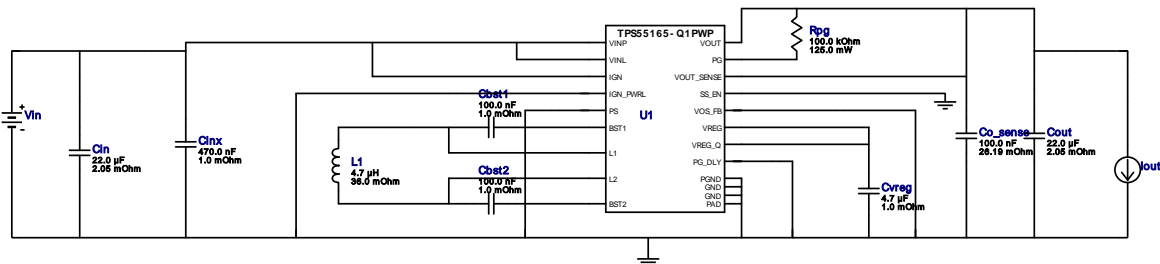 TPS55165-Q1PWP
VINP
VINL
IGN
IGN_PWRL
PS
BST1
L1
L2
BST2
U1
VOUT
PG
VOUT_SENSE
SS_EN
VOS_FB
VREG
VREG_Q
PG_DLY
PGND
GND
GND
PAD
Rpg
100.0 kOhm
125.0 mW
+
Vin
-
Cin
22.0 µF
2.05 mOhm
Cinx
470.0 nF
1.0 mOhm
L1
4.7 µH
36.0 mOhm
Cbst1
100.0 nF
1.0 mOhm
Cbst2
100.0 nF
1.0 mOhm
Cvreg
4.7 µF
1.0 mOhm
Co_sense
100.0 nF
26.19 mOhm
Cout
22.0 µF
2.05 mOhm
Iout